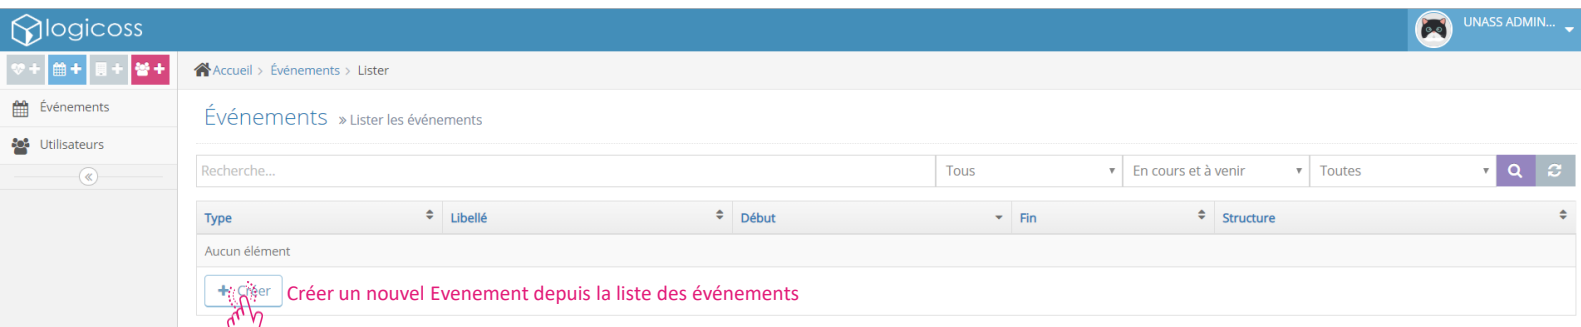 logicoss
UNASS ADMIN...
Accueil > Événements > Lister
Événements
Utilisateurs
Événements » Lister les événements
Recherche... Tous En cours et à venir Toutes
Type Libellé Début Fin Structure
Aucun élément
+ Créer Créer un nouvel Evenement depuis la liste des événements